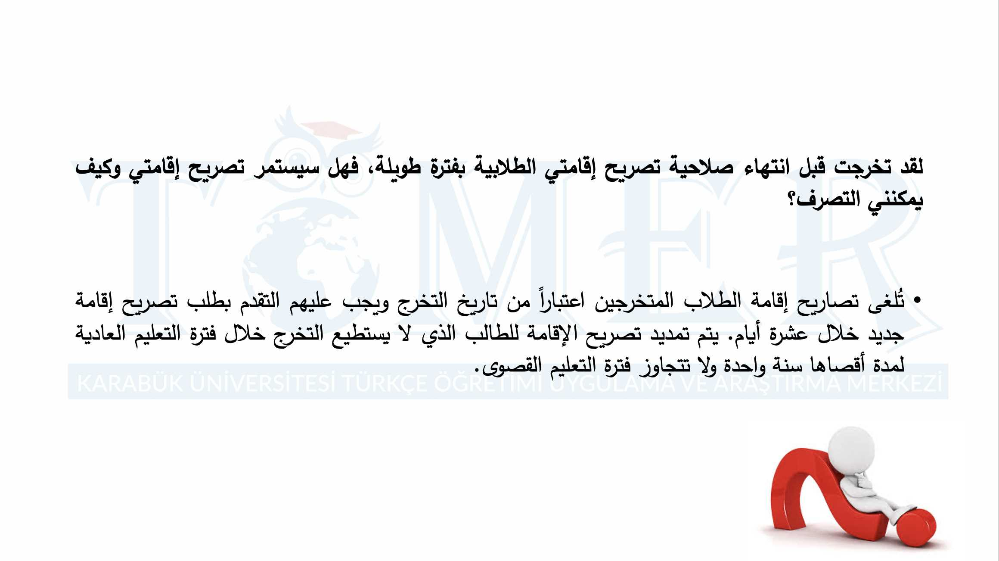 لقد تخرجت قبل انتهاء صلاحية تصريح إقامتي الطلابية بفترة طويلة، فهل سيستمر تصريح إقامتي وكيف
يمكنني التصرف؟
• تُلغى تصاريح إقامة الطلاب المتخرجين اعتباراً من تاريخ التخرج ويجب عليهم التقدم بطلب تصريح إقامة
جديد خلال عشرة أيام. يتم تمديد تصريح الإقامة للطالب الذي لا يستطيع التخرج خلال فترة التعليم العادية
لمدة أقصاها سنة واحدة ولا تتجاوز فترة التعليم القصوى.
TÖMER
KARABÜK ÜNİVERSİTESİ TÜRKÇE ÖĞRETİMİ UYGULAMA VE ARAŞTIRMA MERKEZİ